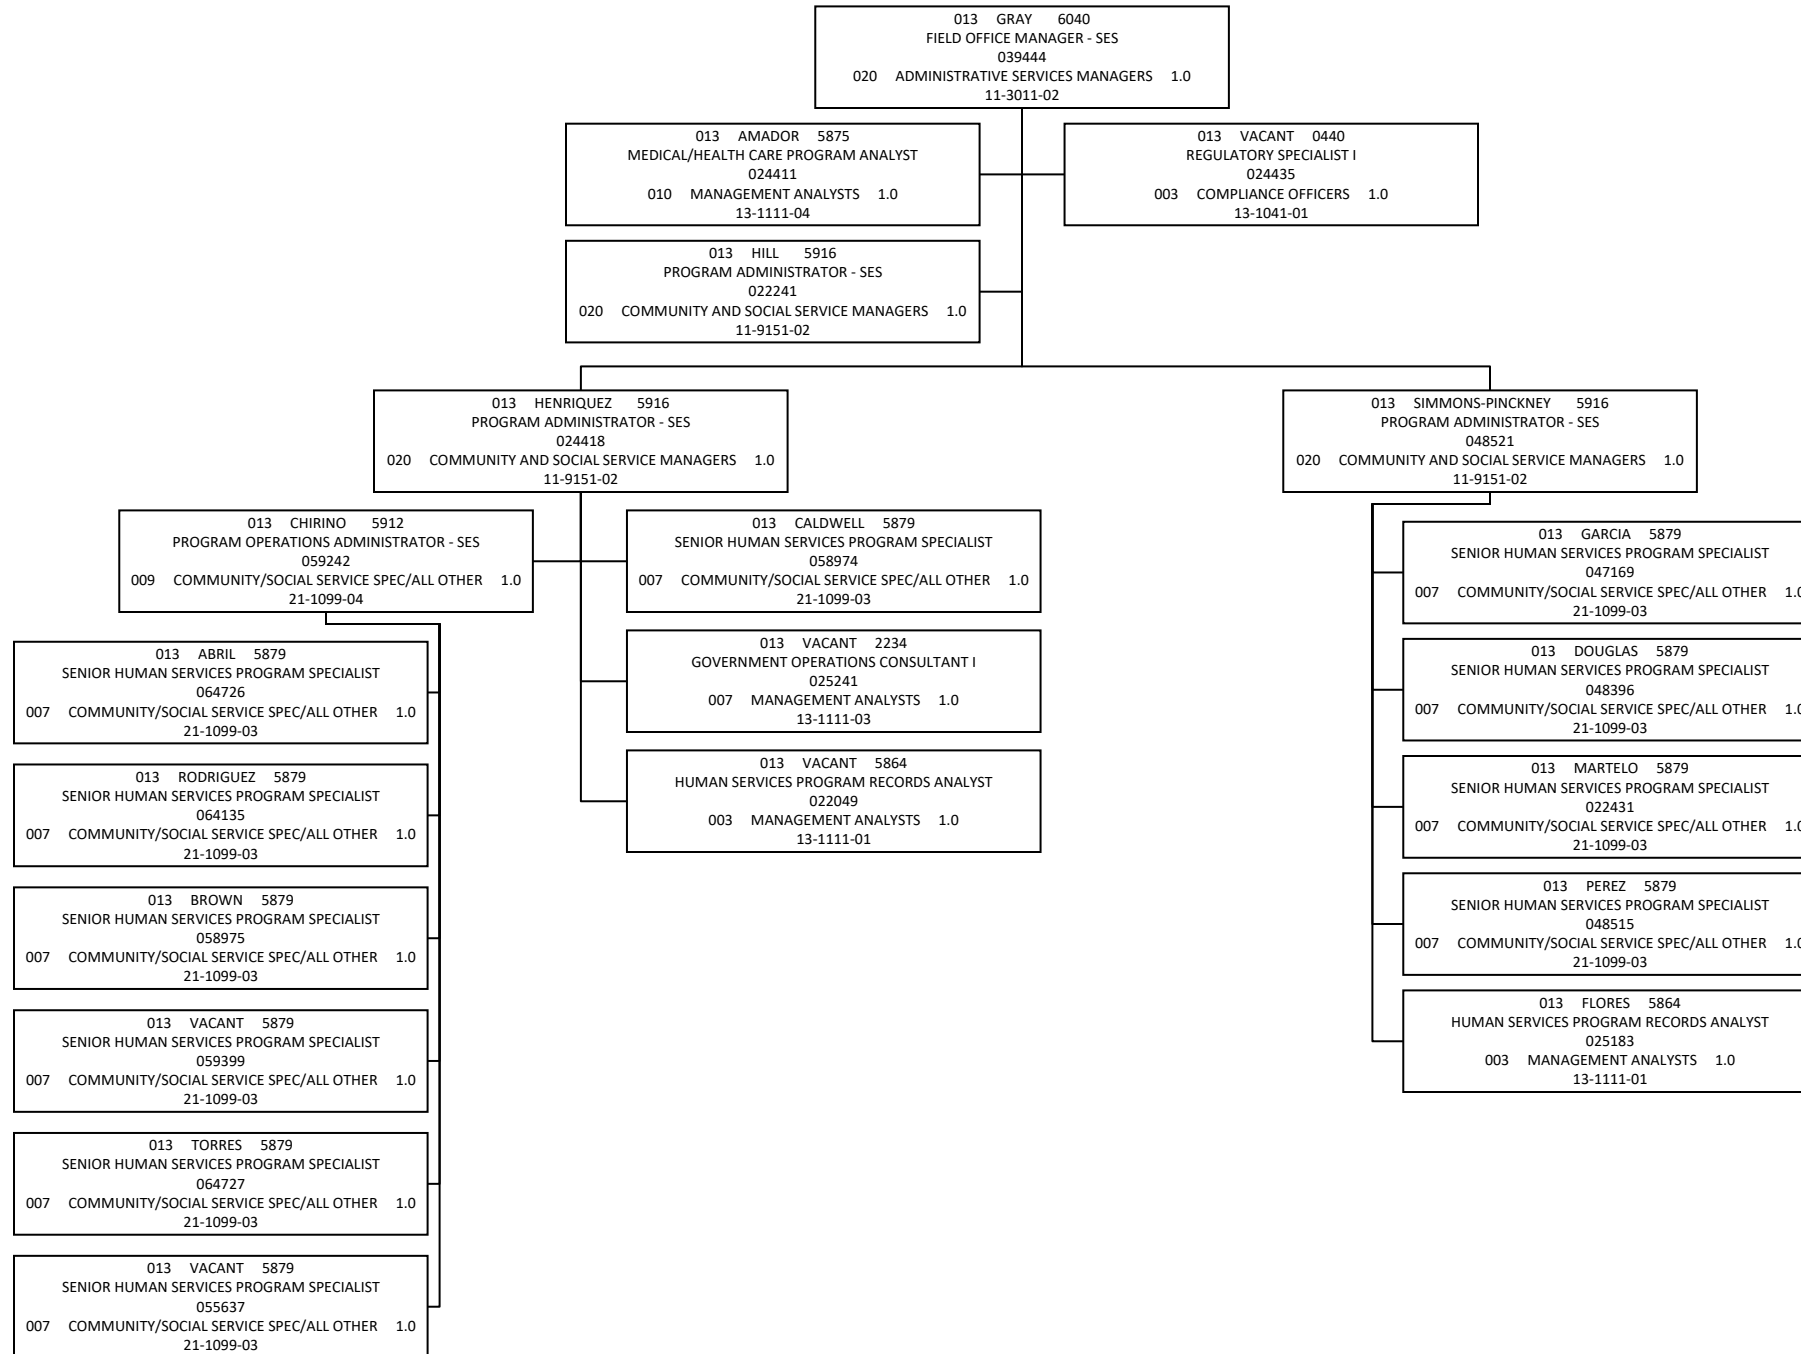 013 GRAY 6040
FIELD OFFICE MANAGER - SES
039444
020 ADMINISTRATIVE SERVICES MANAGERS 1.0
11-3011-02
013 AMADOR 5875
MEDICAL/HEALTH CARE PROGRAM ANALYST
024411
010 MANAGEMENT ANALYSTS 1.0
13-1111-04
013 VACANT 0440
REGULATORY SPECIALIST I
024435
003 COMPLIANCE OFFICERS 1.0
13-1041-01
013 HILL 5916
PROGRAM ADMINISTRATOR - SES
022241
020 COMMUNITY AND SOCIAL SERVICE MANAGERS 1.0
11-9151-02
013 HENRIQUEZ 5916
PROGRAM ADMINISTRATOR - SES
024418
020 COMMUNITY AND SOCIAL SERVICE MANAGERS 1.0
11-9151-02
013 SIMMONS-PINCKNEY 5916
PROGRAM ADMINISTRATOR - SES
048521
020 COMMUNITY AND SOCIAL SERVICE MANAGERS 1.0
11-9151-02
013 CHIRINO 5912
PROGRAM OPERATIONS ADMINISTRATOR - SES
059242
009 COMMUNITY/SOCIAL SERVICE SPEC/ALL OTHER 1.0
21-1099-04
013 CALDWELL 5879
SENIOR HUMAN SERVICES PROGRAM SPECIALIST
058974
007 COMMUNITY/SOCIAL SERVICE SPEC/ALL OTHER 1.0
21-1099-03
013 VACANT 2234
GOVERNMENT OPERATIONS CONSULTANT I
025241
007 MANAGEMENT ANALYSTS 1.0
13-1111-03
013 VACANT 5864
HUMAN SERVICES PROGRAM RECORDS ANALYST
022049
003 MANAGEMENT ANALYSTS 1.0
13-1111-01
013 ABRIL 5879
SENIOR HUMAN SERVICES PROGRAM SPECIALIST
064726
007 COMMUNITY/SOCIAL SERVICE SPEC/ALL OTHER 1.0
21-1099-03
013 RODRIGUEZ 5879
SENIOR HUMAN SERVICES PROGRAM SPECIALIST
064135
007 COMMUNITY/SOCIAL SERVICE SPEC/ALL OTHER 1.0
21-1099-03
013 BROWN 5879
SENIOR HUMAN SERVICES PROGRAM SPECIALIST
058975
007 COMMUNITY/SOCIAL SERVICE SPEC/ALL OTHER 1.0
21-1099-03
013 VACANT 5879
SENIOR HUMAN SERVICES PROGRAM SPECIALIST
059399
007 COMMUNITY/SOCIAL SERVICE SPEC/ALL OTHER 1.0
21-1099-03
013 TORRES 5879
SENIOR HUMAN SERVICES PROGRAM SPECIALIST
064727
007 COMMUNITY/SOCIAL SERVICE SPEC/ALL OTHER 1.0
21-1099-03
013 VACANT 5879
SENIOR HUMAN SERVICES PROGRAM SPECIALIST
055637
007 COMMUNITY/SOCIAL SERVICE SPEC/ALL OTHER 1.0
21-1099-03
013 GARCIA 5879
SENIOR HUMAN SERVICES PROGRAM SPECIALIST
047169
007 COMMUNITY/SOCIAL SERVICE SPEC/ALL OTHER 1.0
21-1099-03
013 DOUGLAS 5879
SENIOR HUMAN SERVICES PROGRAM SPECIALIST
048396
007 COMMUNITY/SOCIAL SERVICE SPEC/ALL OTHER 1.0
21-1099-03
013 MARTELO 5879
SENIOR HUMAN SERVICES PROGRAM SPECIALIST
022431
007 COMMUNITY/SOCIAL SERVICE SPEC/ALL OTHER 1.0
21-1099-03
013 PEREZ 5879
SENIOR HUMAN SERVICES PROGRAM SPECIALIST
048515
007 COMMUNITY/SOCIAL SERVICE SPEC/ALL OTHER 1.0
21-1099-03
013 FLORES 5864
HUMAN SERVICES PROGRAM RECORDS ANALYST
025183
003 MANAGEMENT ANALYSTS 1.0
13-1111-01